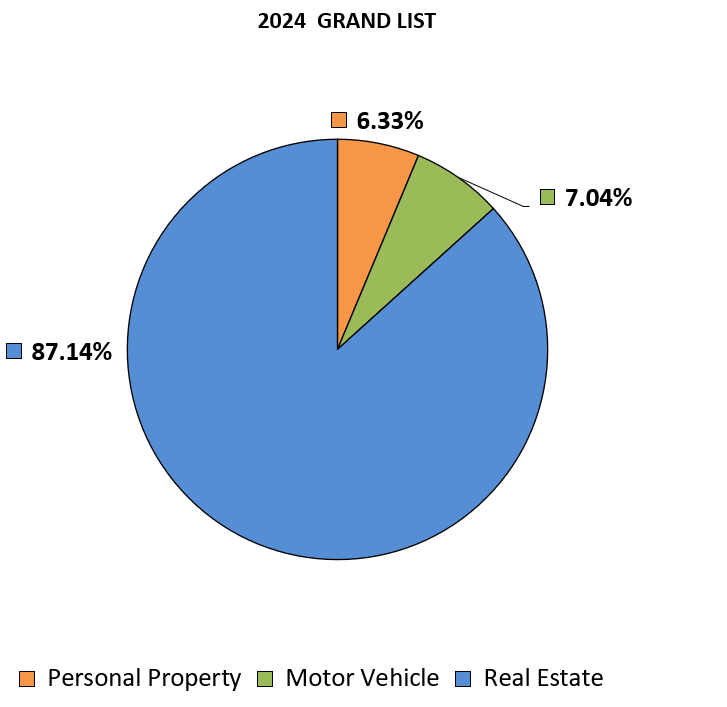 2024  GRAND LIST
6.33%
7.04%
87.14%
Personal Property Motor Vehicle Real Estate